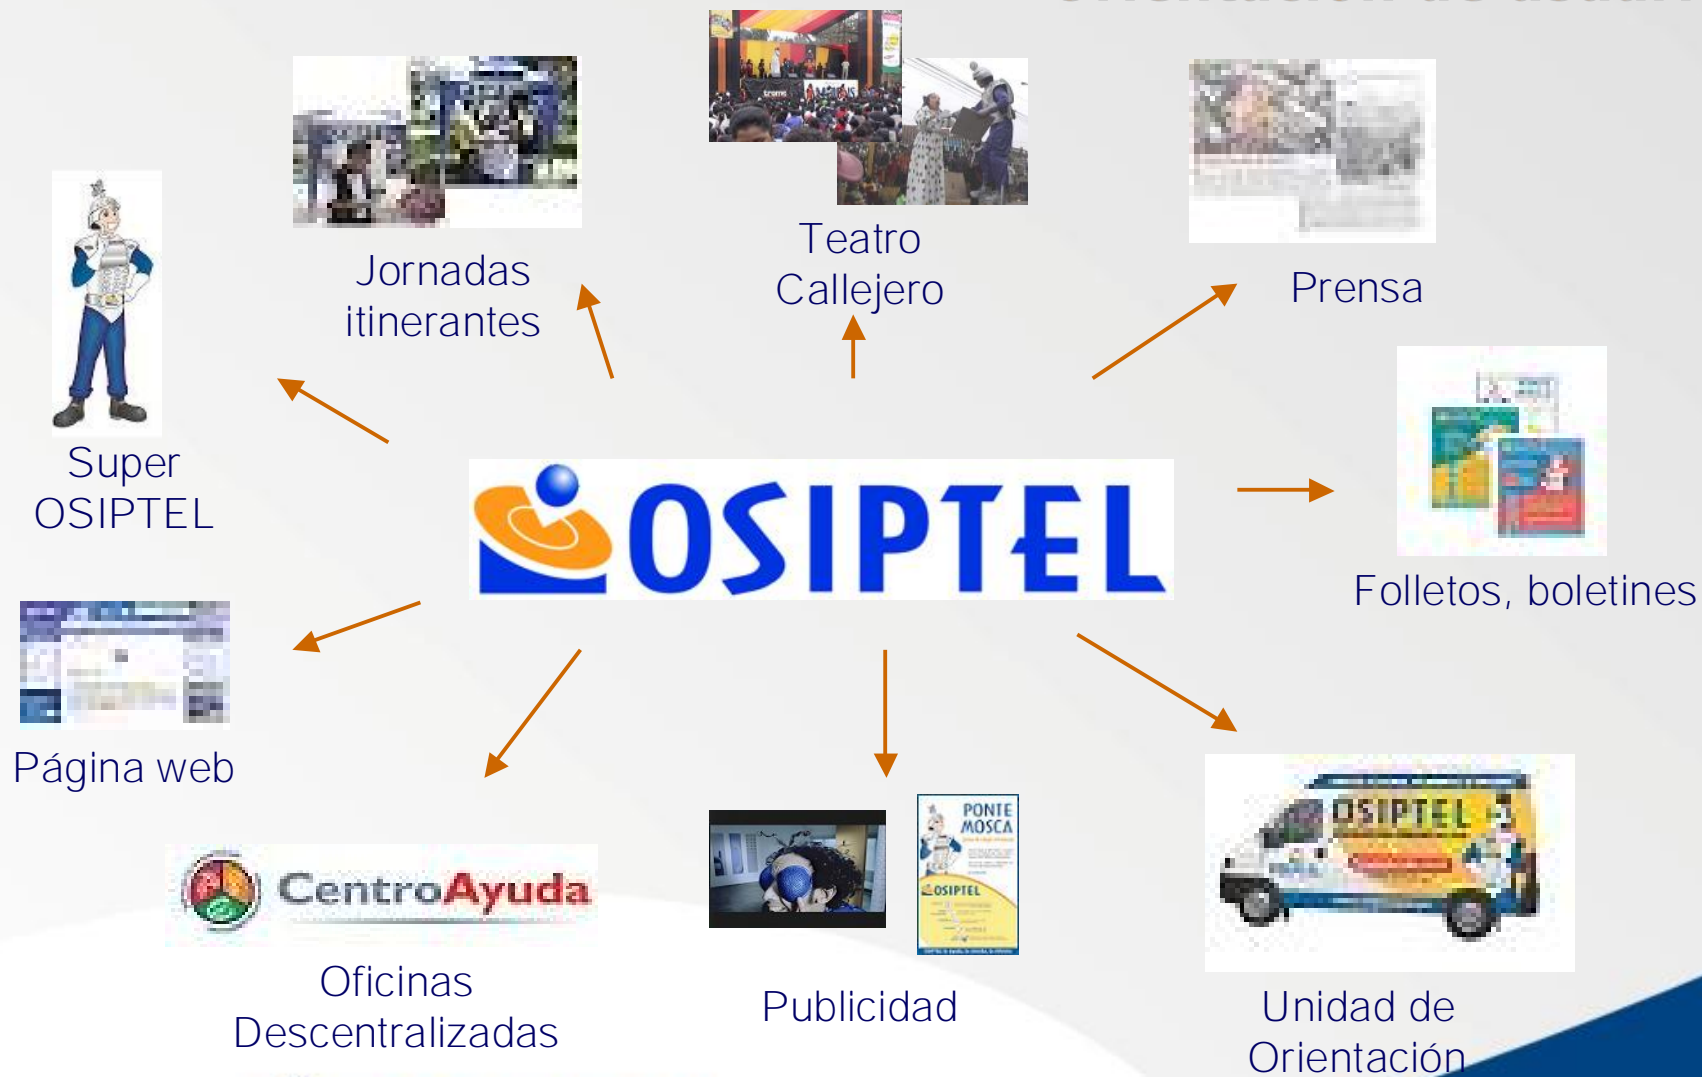 Teatro
Callejero
Jornadas
itinerantes
Prensa
Super
OSIPTEL
OSIPTEL
Folletos, boletines
Página web
OSIPTEL
PONTE
MOSCA
OSIPTEL
CentroAyuda
Oficinas
Descentralizadas
Publicidad
Unidad de
Orientación